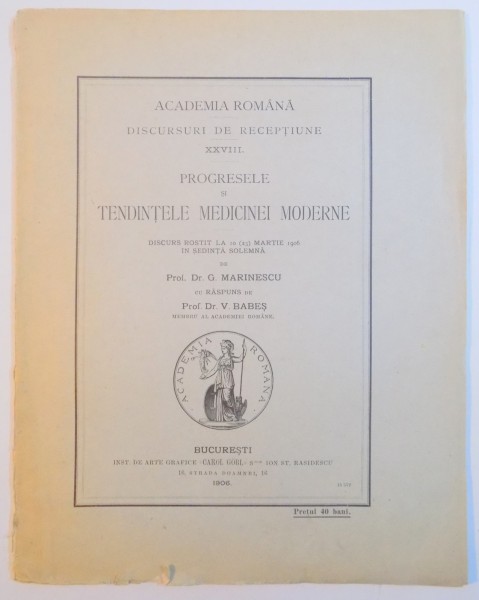 ACADEMIA ROMÂNĂ
DISCURSURI DE RECEPȚIUNE
XXVIII.
PROGRESELE
ȘI
TENDINȚELE MEDICINEI MODERNE
DISCURS ROSTIT LA 10 (23) MARTIE 1906
IN ȘEDINȚA SOLEMNĂ
DE
Prof. Dr. G. MARINESCU
CU RĂSPUNS DE
Prof. Dr. V. BABEȘ
MEMBRU AL ACADEMIEI ROMÂNE.
ACADEMIA ROMANA
BUCUREȘTI
INST. DE ARTE GRAFICE «CAROL GÖBL» Sʳˢᵒʳ ION ST. RASIDESCU
16, STRADA DOAMNEI, 16
1906.
Prețul 40 bani.